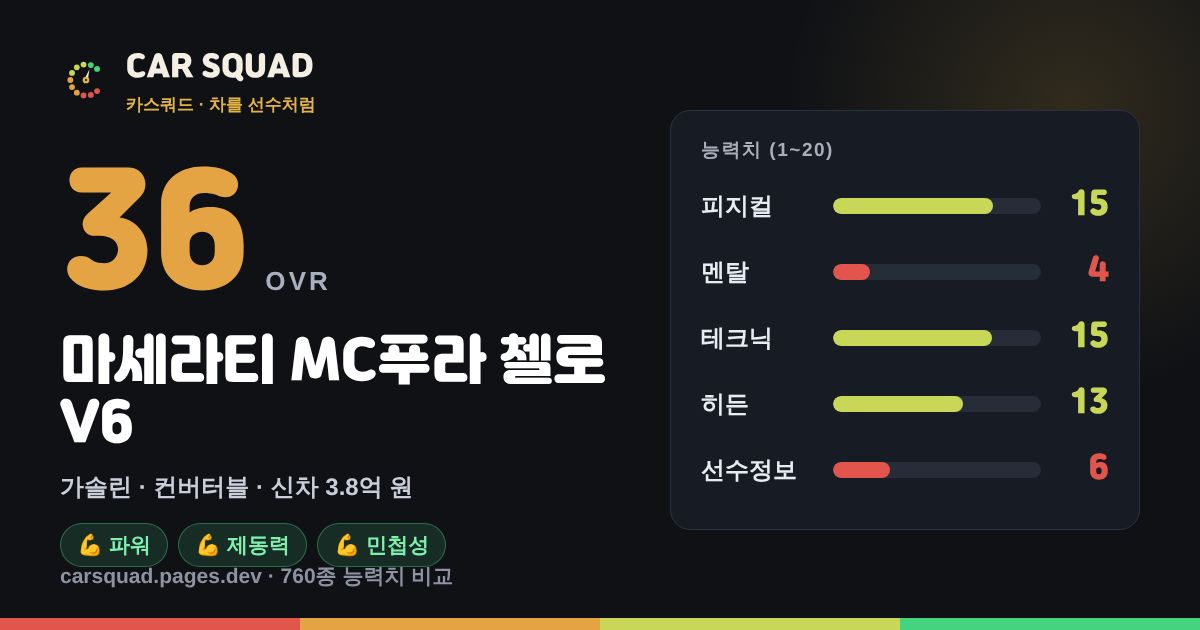 CAR SQUAD
카스쿼드 · 차를 선수처럼
36 OVR
마세라티 MC푸라 첼로
V6
가솔린 · 컨버터블 · 신차 3.8억 원
💪 파워 💪 제동력 💪 민첩성
carsquad.pages.dev · 760종 능력치 비교
능력치 (1~20)
피지컬 15
멘탈 4
테크닉 15
히든 13
선수정보 6